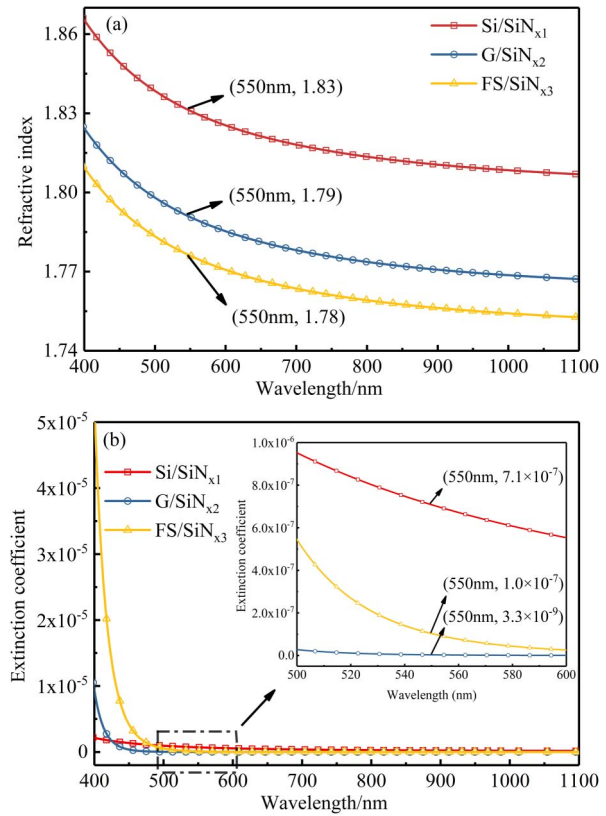 (a)
Si/SiNx1
G/SiNx2
FS/SiNx3
1.86
1.83
1.80
1.77
1.74
Refractive index
(550nm, 1.83)
(550nm, 1.79)
(550nm, 1.78)
400 500 600 700 800 900 1000 1100
Wavelength/nm
(b)
Si/SiNx1
G/SiNx2
FS/SiNx3
5x10-5
4x10-5
3x10-5
2x10-5
1x10-5
0
Extinction coefficient
1.0x10-6
8.0x10-7
6.0x10-7
4.0x10-7
2.0x10-7
0.0
Extinction coefficient
(550nm, 7.1×10-7)
(550nm, 1.0×10-7)
(550nm, 3.3×10-9)
500 520 540 560 580 600
Wavelength (nm)
400 500 600 700 800 900 1000 1100
Wavelength/nm